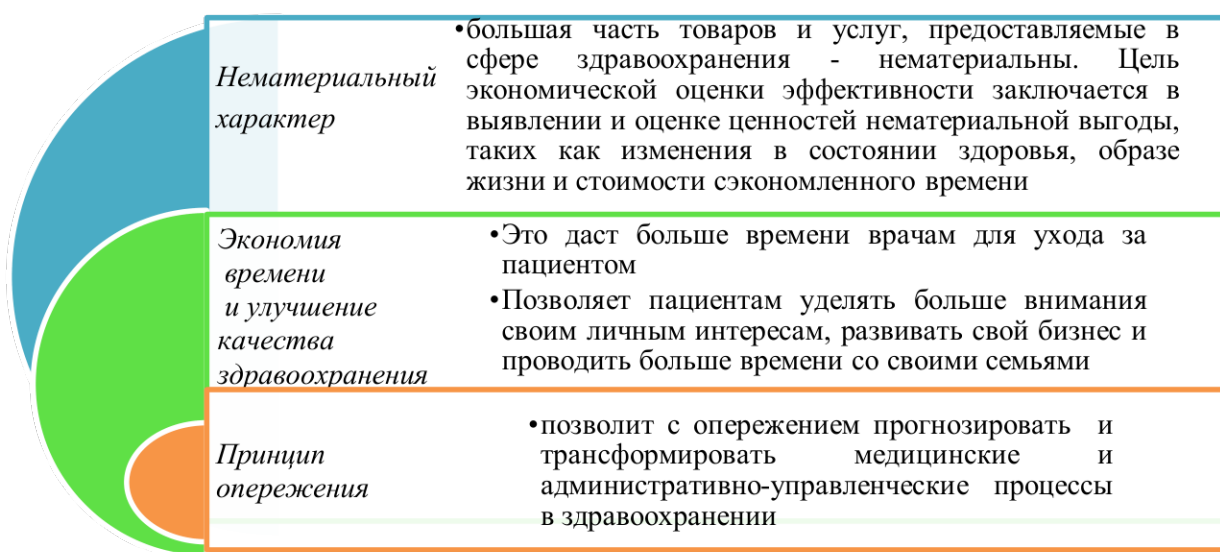 Нематериальный
характер
•большая часть товаров и услуг, предоставляемые в
сфере здравоохранения - нематериальны. Цель
экономической оценки эффективности заключается в
выявлении и оценке ценностей нематериальной выгоды,
таких как изменения в состоянии здоровья, образе
жизни и стоимости сэкономленного времени
Экономия
времени
и улучшение
качества
здравоохранения
•Это даст больше времени врачам для ухода за
пациентом
•Позволяет пациентам уделять больше внимания
своим личным интересам, развивать свой бизнес и
проводить больше времени со своими семьями
Принцип
опережения
•позволит с опережением прогнозировать и
трансформировать медицинские и
административно-управленческие процессы
в здравоохранении